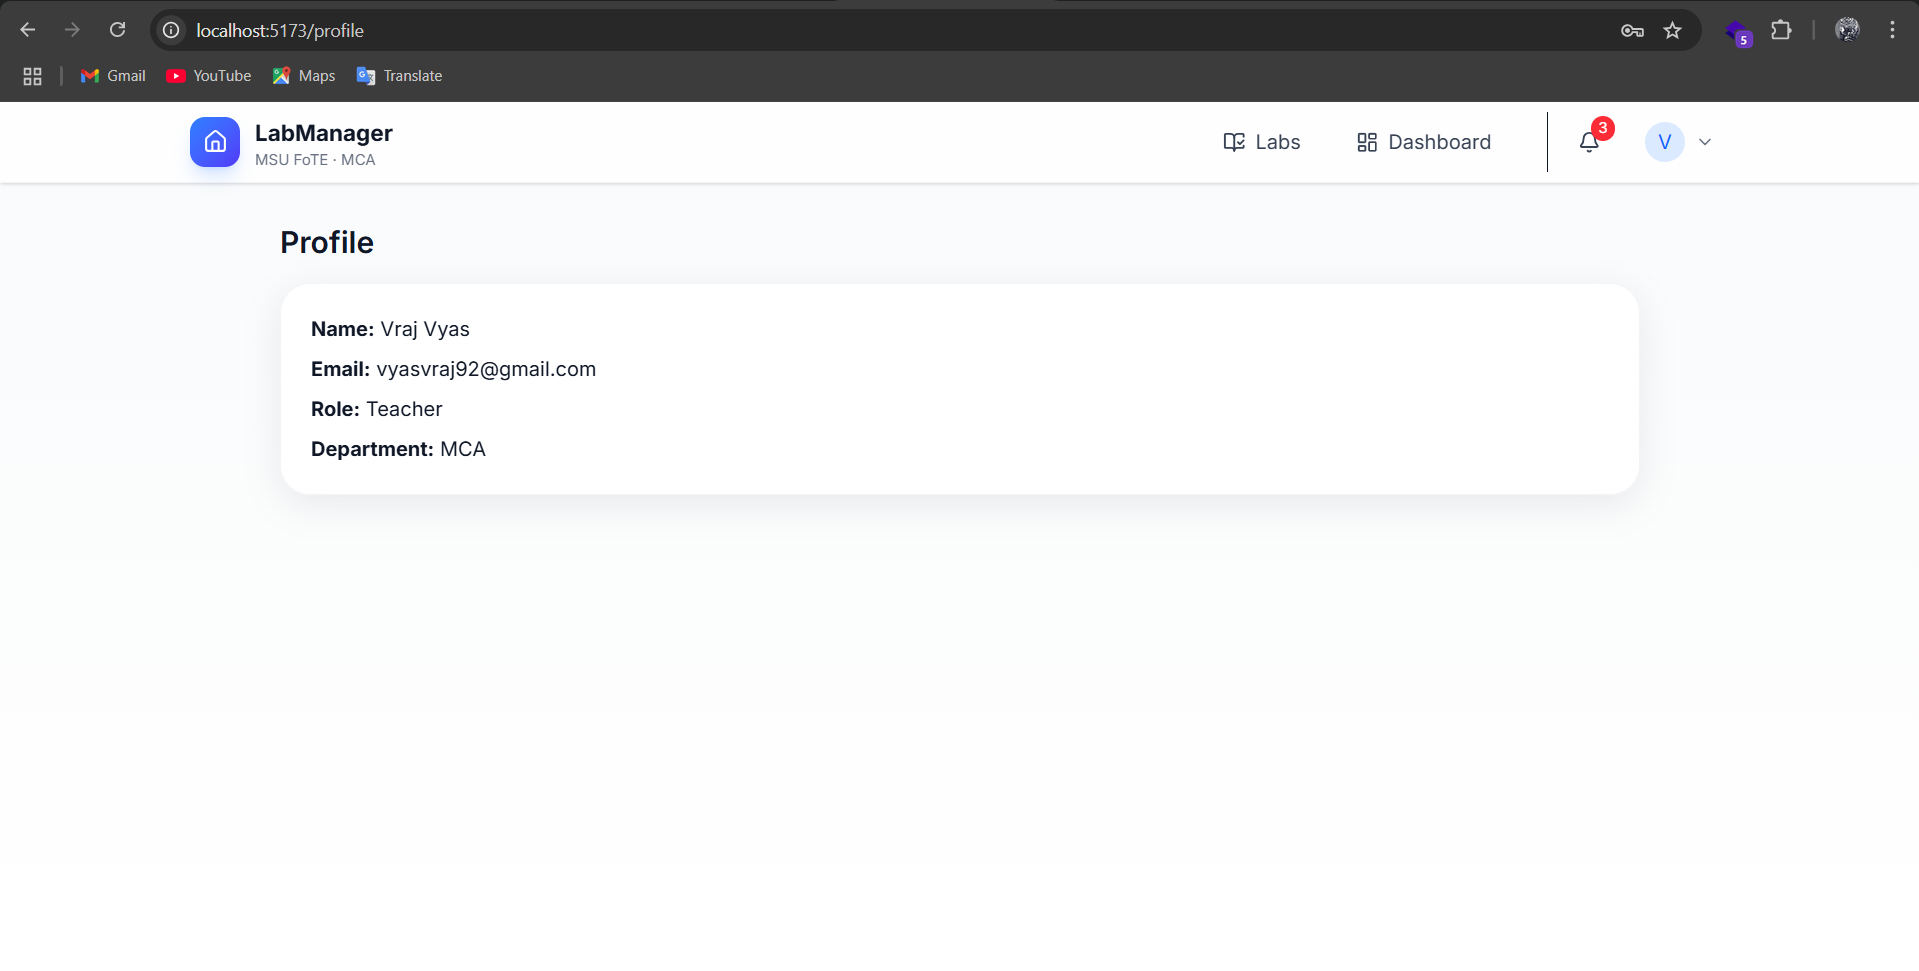 localhost:5173/profile
5
Gmail
YouTube
Maps
Translate
LabManager
MSU FoTE · MCA
Labs
Dashboard
3
V
Profile
Name: Vraj Vyas
Email: vyasvraj92@gmail.com
Role: Teacher
Department: MCA